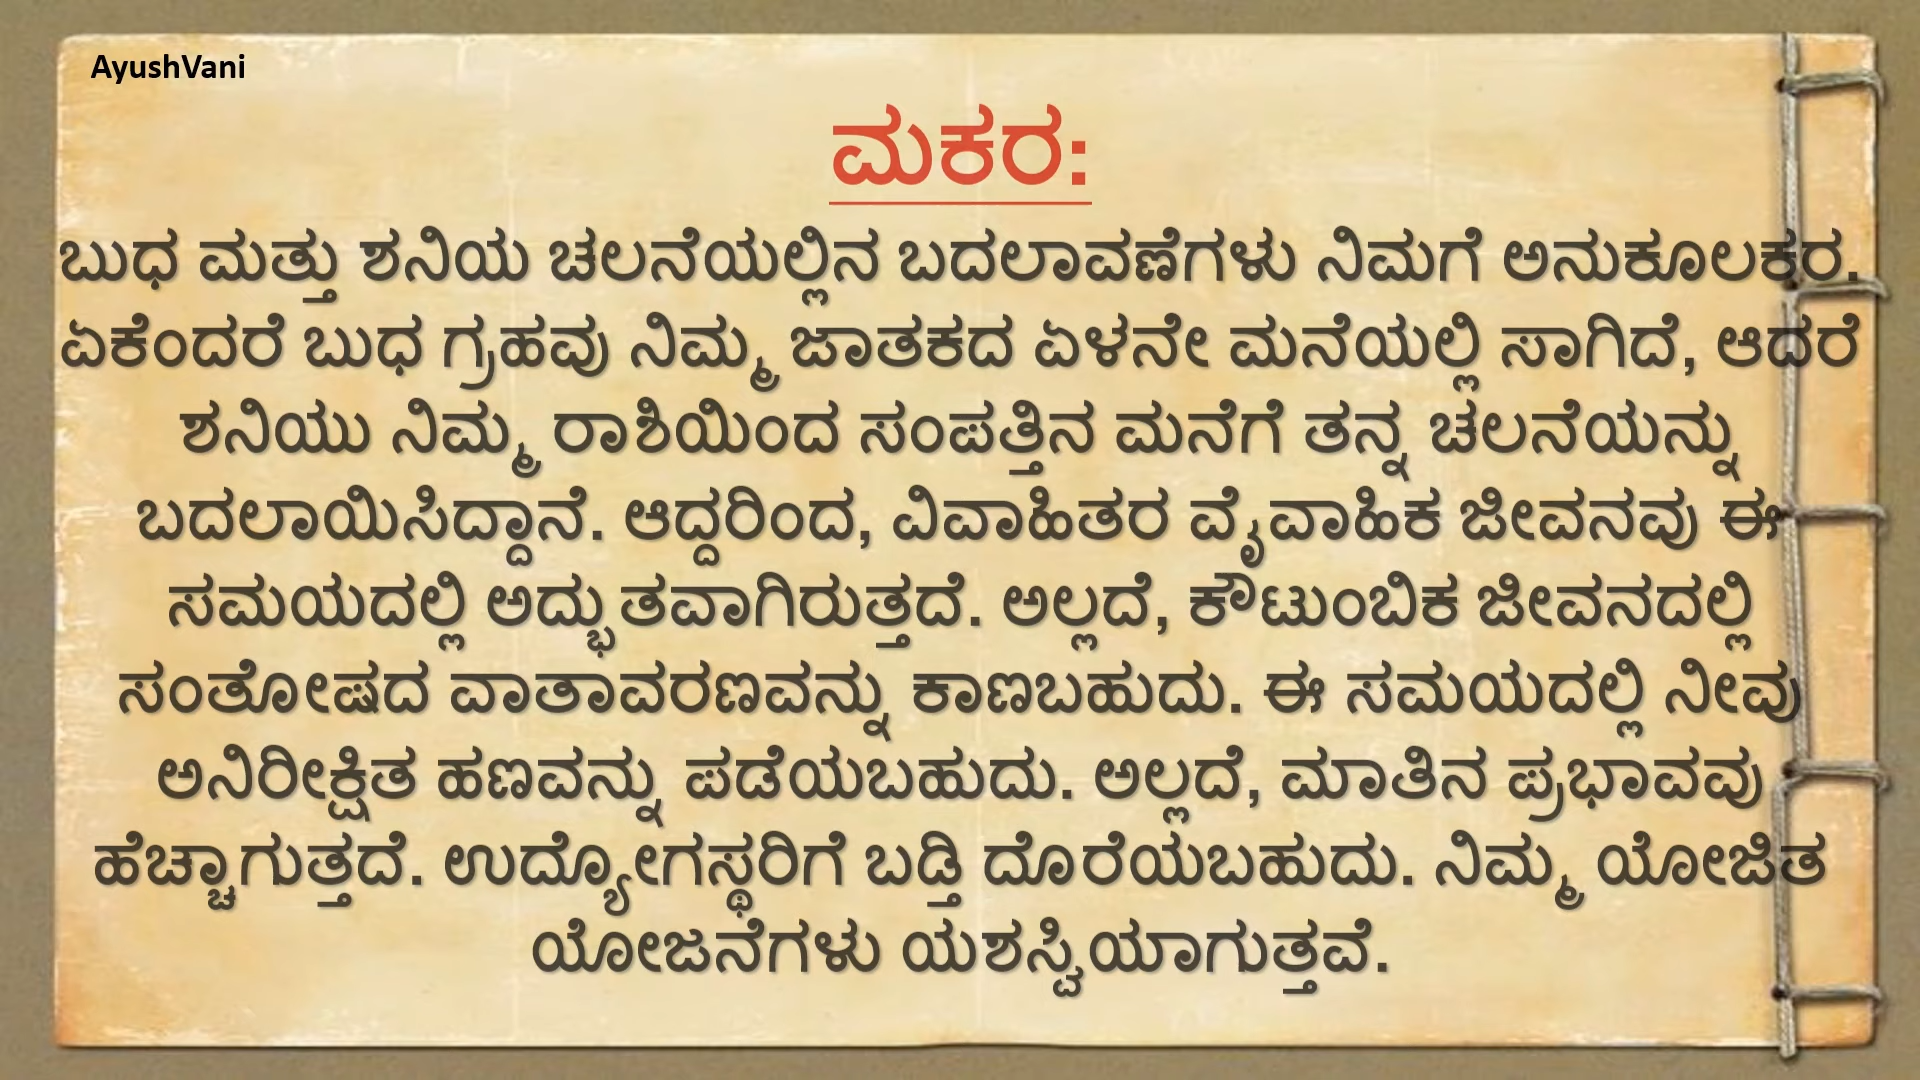 AyushVani
ಮಕರ:
ಬುಧ ಮತ್ತು ಶನಿಯ ಚಲನೆಯಲ್ಲಿನ ಬದಲಾವಣೆಗಳು ನಿಮಗೆ ಅನುಕೂಲಕರ.
ಏಕೆಂದರೆ ಬುಧ ಗ್ರಹವು ನಿಮ್ಮ ಜಾತಕದ ಏಳನೇ ಮನೆಯಲ್ಲಿ ಸಾಗಿದೆ, ಆದರೆ
ಶನಿಯು ನಿಮ್ಮ ರಾಶಿಯಿಂದ ಸಂಪತ್ತಿನ ಮನೆಗೆ ತನ್ನ ಚಲನೆಯನ್ನು
ಬದಲಾಯಿಸಿದ್ದಾನೆ. ಆದ್ದರಿಂದ, ವಿವಾಹಿತರ ವೈವಾಹಿಕ ಜೀವನವು ಈ
ಸಮಯದಲ್ಲಿ ಅದ್ಭುತವಾಗಿರುತ್ತದೆ. ಅಲ್ಲದೆ, ಕೌಟುಂಬಿಕ ಜೀವನದಲ್ಲಿ
ಸಂತೋಷದ ವಾತಾವರಣವನ್ನು ಕಾಣಬಹುದು. ಈ ಸಮಯದಲ್ಲಿ ನೀವು
ಅನಿರೀಕ್ಷಿತ ಹಣವನ್ನು ಪಡೆಯಬಹುದು. ಅಲ್ಲದೆ, ಮಾತಿನ ಪ್ರಭಾವವು
ಹೆಚ್ಚಾಗುತ್ತದೆ. ಉದ್ಯೋಗಸ್ಥರಿಗೆ ಬಡ್ತಿ ದೊರೆಯಬಹುದು. ನಿಮ್ಮ ಯೋಜಿತ
ಯೋಜನೆಗಳು ಯಶಸ್ವಿಯಾಗುತ್ತವೆ.